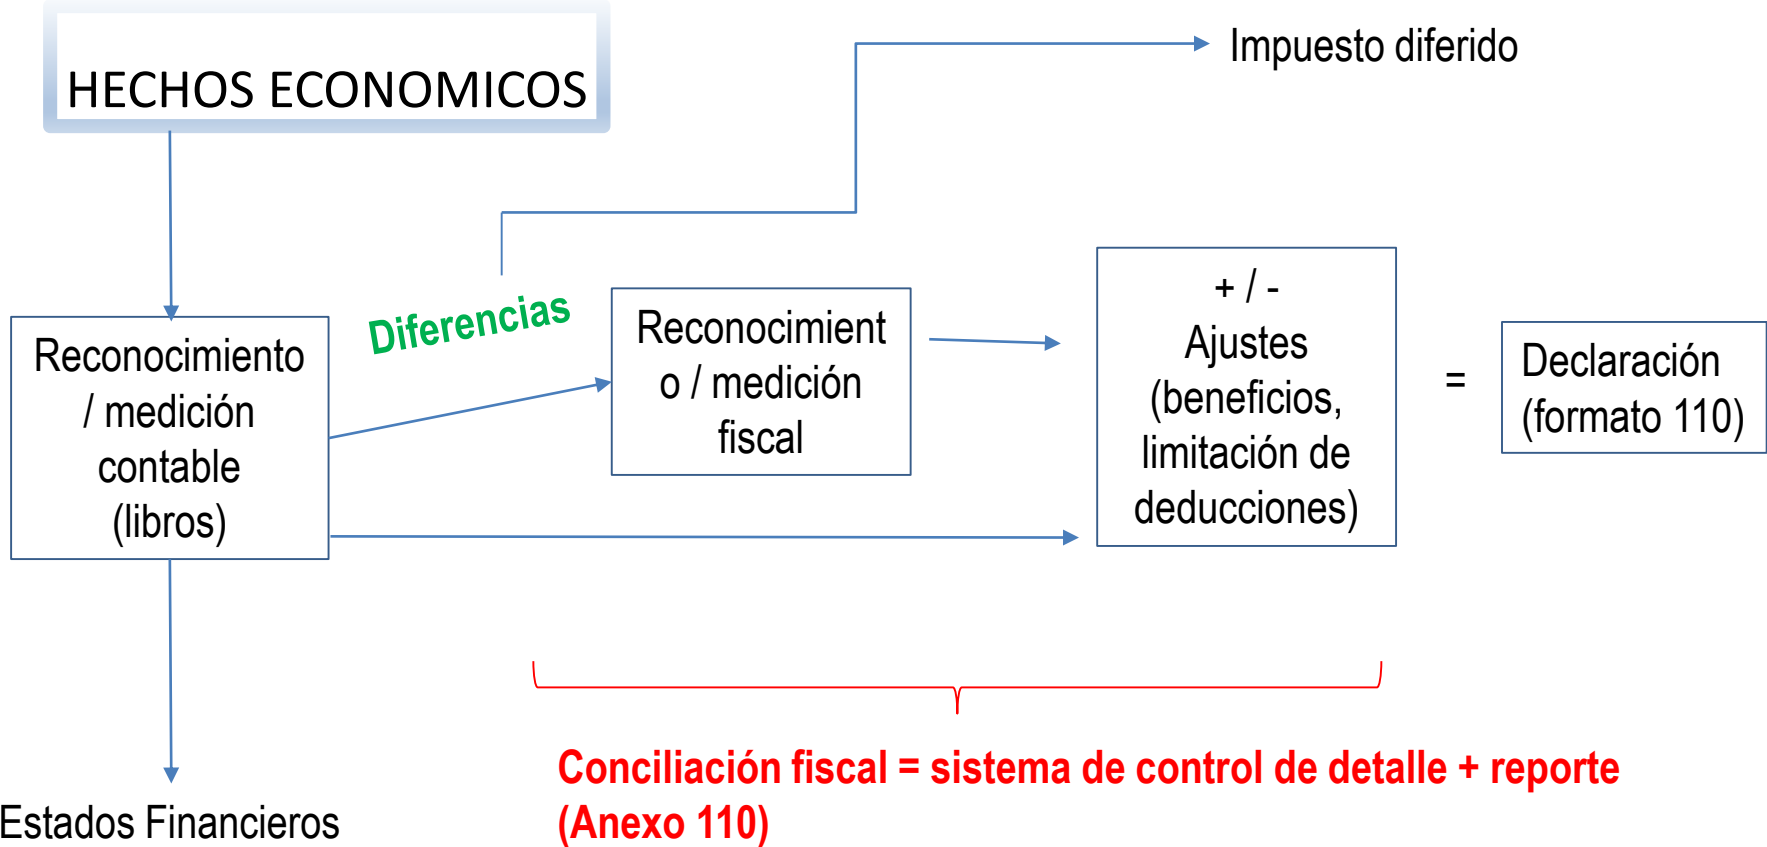 HECHOS ECONOMICOS
Impuesto diferido
Diferencias
Reconocimiento
/ medición
contable
(libros)
Reconocimient
o / medición
fiscal
+ / -
Ajustes
(beneficios,
limitación de
deducciones)
=
Declaración
(formato 110)
Conciliación fiscal = sistema de control de detalle + reporte
(Anexo 110)
Estados Financieros